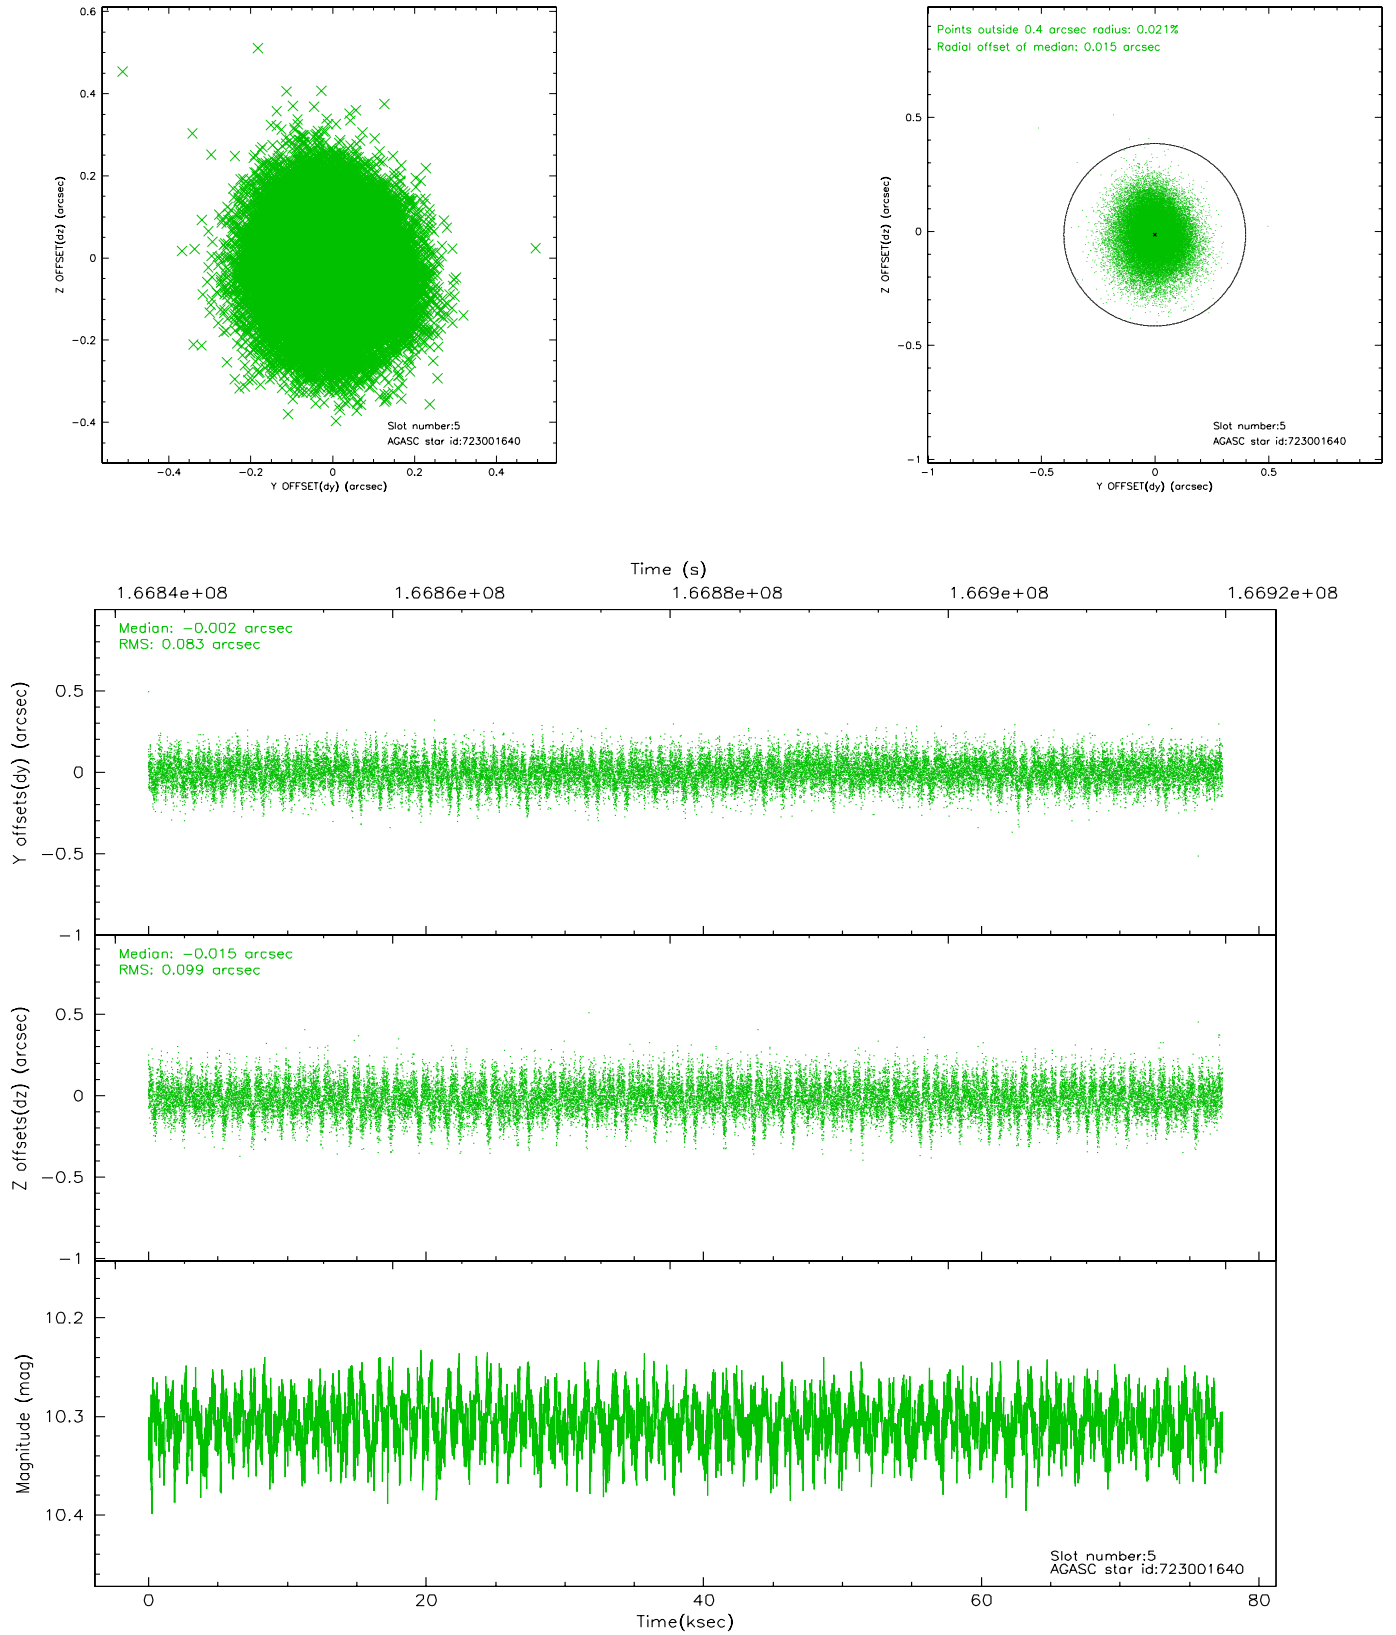 0.6
0.4
0.2
0
−0.2
−0.4
Z OFFSET(dz) (arcsec)
Slot number:5
AGASC star id:723001640
−0.4 −0.2 0 0.2 0.4
Y OFFSET(dy) (arcsec)
Points outside 0.4 arcsec radius: 0.021%
Radial offset of median: 0.015 arcsec
0.5
0
−0.5
−1
Z OFFSET(dz) (arcsec)
Slot number:5
AGASC star id:723001640
−1 −0.5 0 0.5
Y OFFSET(dy) (arcsec)
Time (s)
1.6684e+08 1.6686e+08 1.6688e+08 1.669e+08 1.6692e+08
Median: −0.002 arcsec
RMS: 0.083 arcsec
0.5
0
−0.5
−1
Y offsets(dy) (arcsec)
Median: −0.015 arcsec
RMS: 0.099 arcsec
0.5
0
−0.5
−1
Z offsets(dz) (arcsec)
10.2
10.3
10.4
Magnitude (mag)
Slot number:5
AGASC star id:723001640
0 20 40 60 80
Time(ksec)